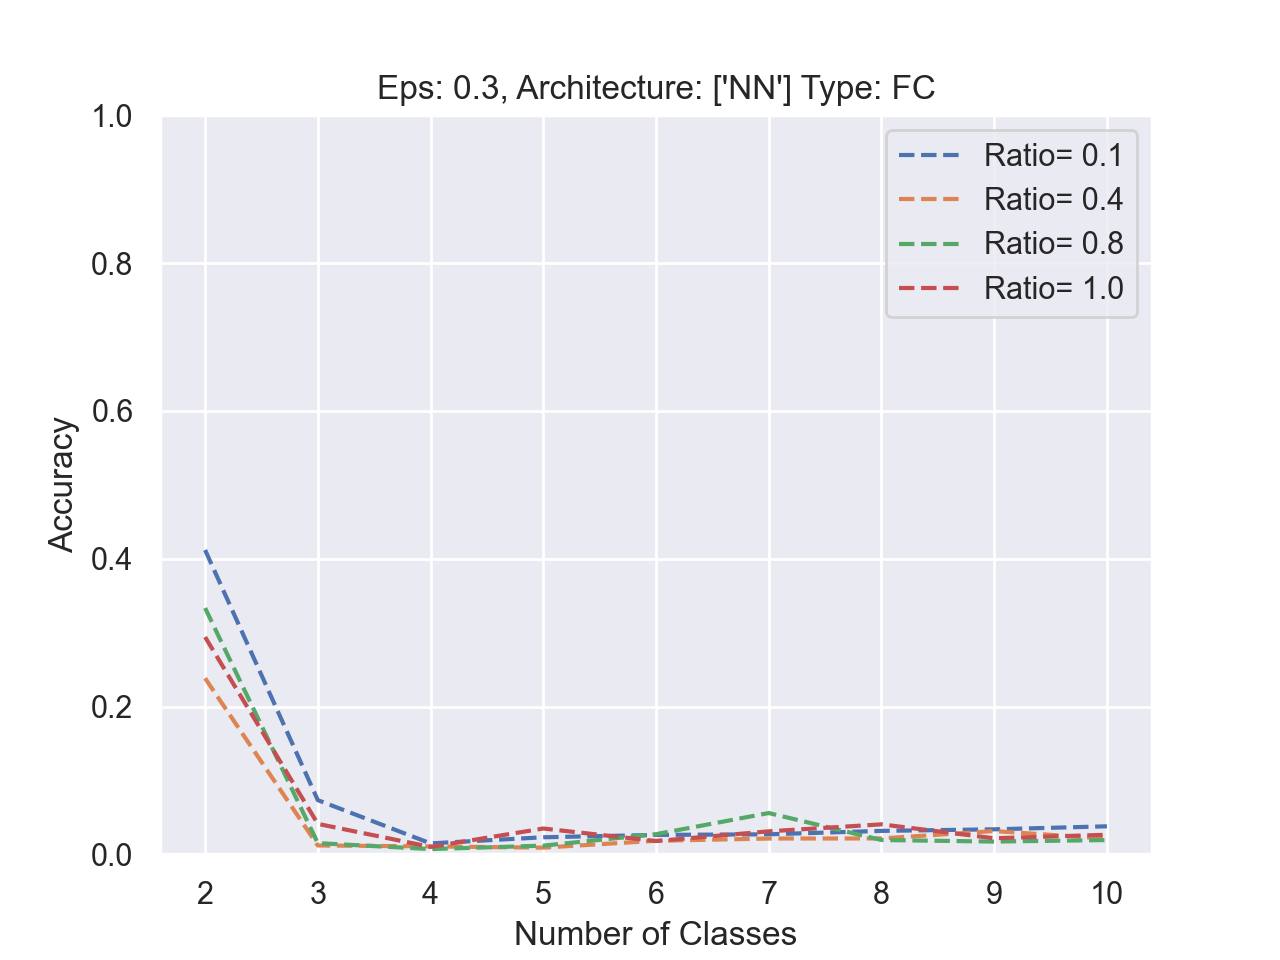 Eps: 0.3, Architecture: ['NN'] Type: FC
1.0
0.8
0.6
0.4
0.2
0.0
Accuracy
Ratio= 0.1
Ratio= 0.4
Ratio= 0.8
Ratio= 1.0
2 3 4 5 6 7 8 9 10
Number of Classes